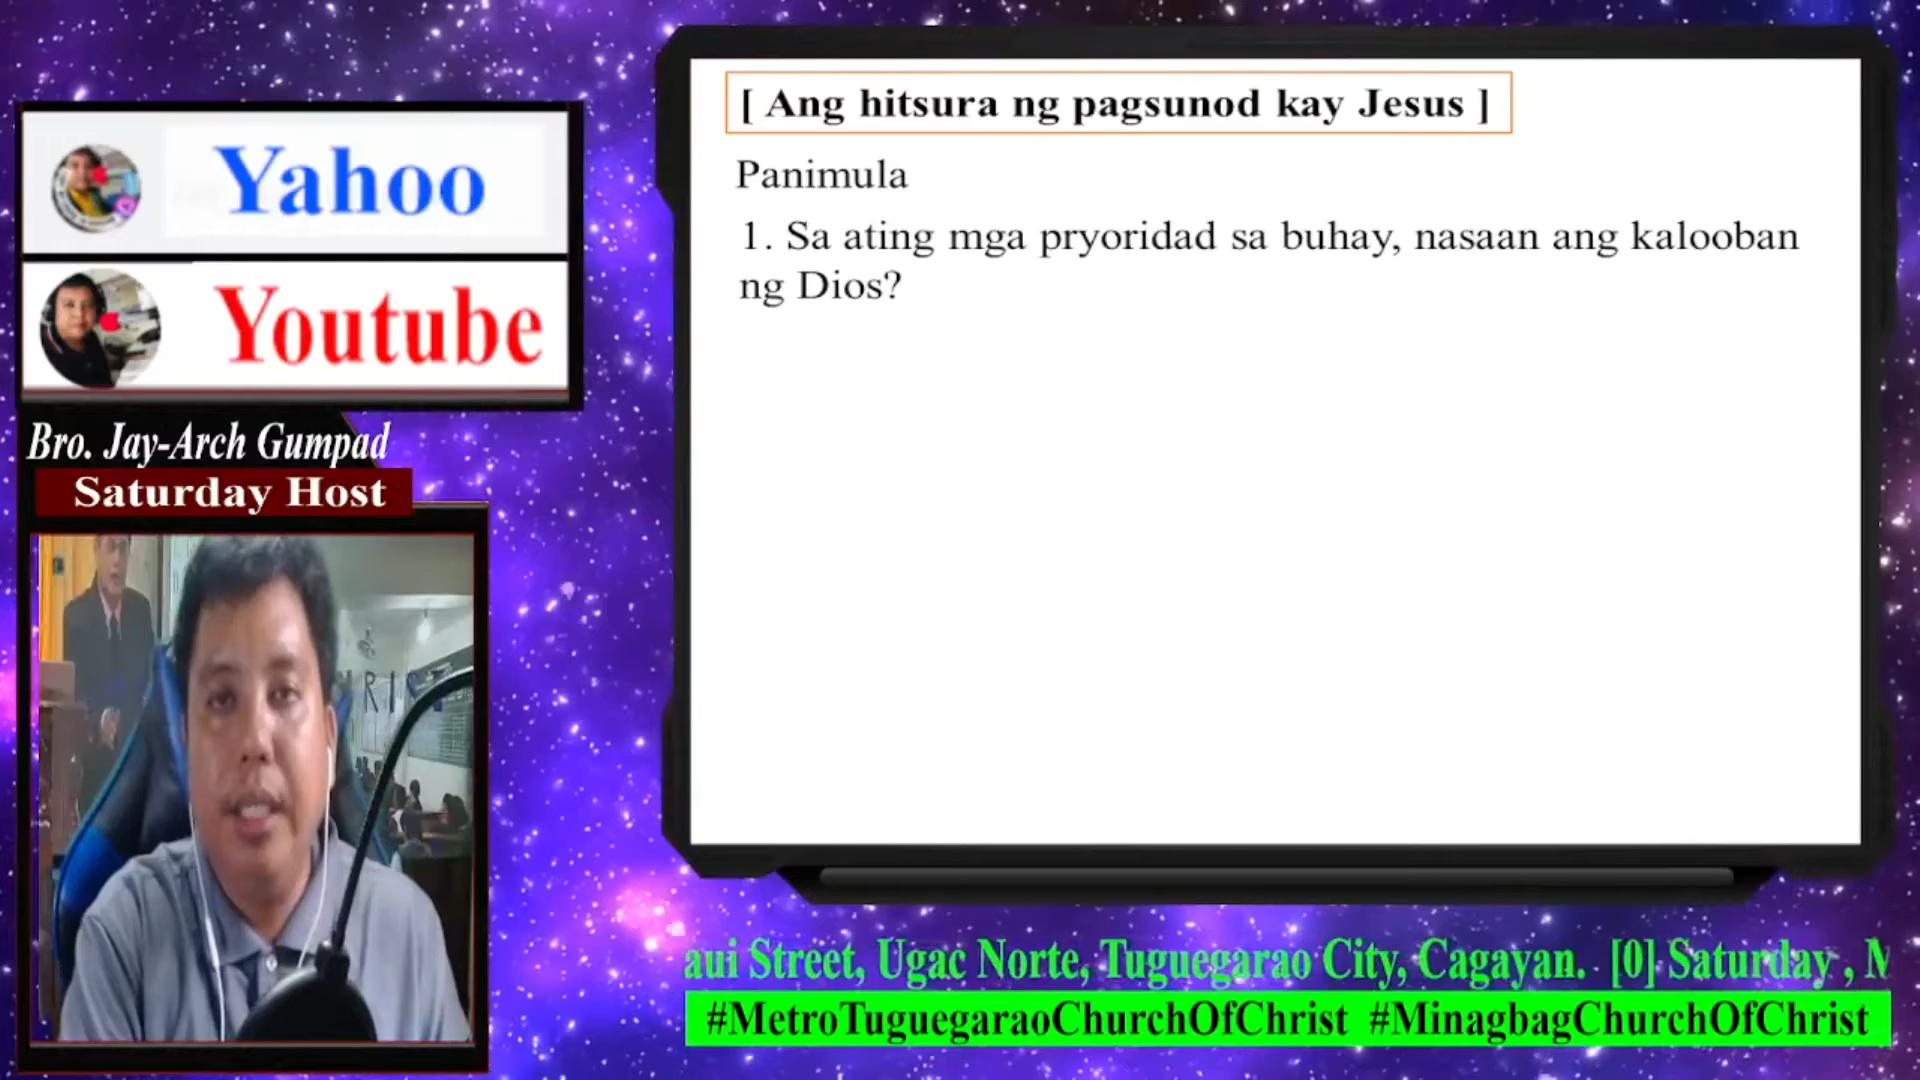 Yahoo
Youtube
Bro. Jay-Arch Gumpad
Saturday Host
[ Ang hitsura ng pagsunod kay Jesus ]
Panimula
1. Sa ating mga pryoridad sa buhay, nasaan ang kalooban
ng Dios?
aui Street, Ugac Norte, Tuguegarao City, Cagayan. [0] Saturday , M
#MetroTuguegaraoChurchOfChrist #MinagbagChurchOfChrist